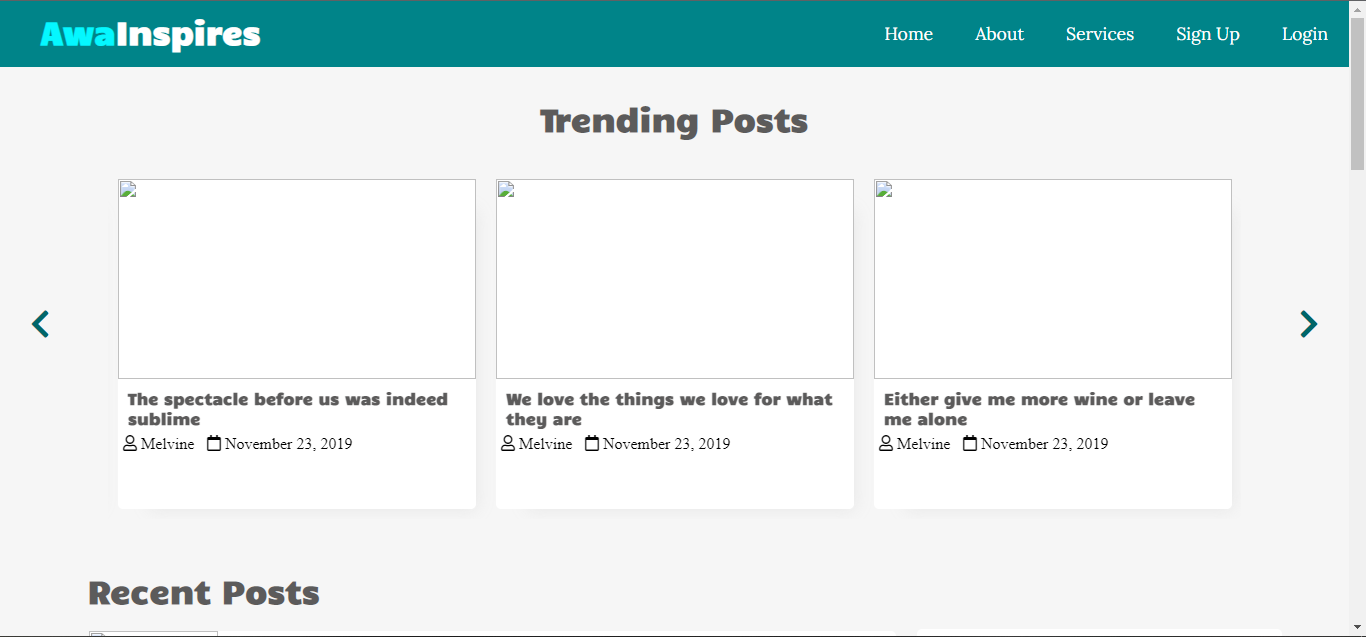 AwaInspires
Home About Services Sign Up Login
Trending Posts
The spectacle before us was indeed
sublime
Melvine November 23, 2019
We love the things we love for what
they are
Melvine November 23, 2019
Either give me more wine or leave
me alone
Melvine November 23, 2019
Recent Posts